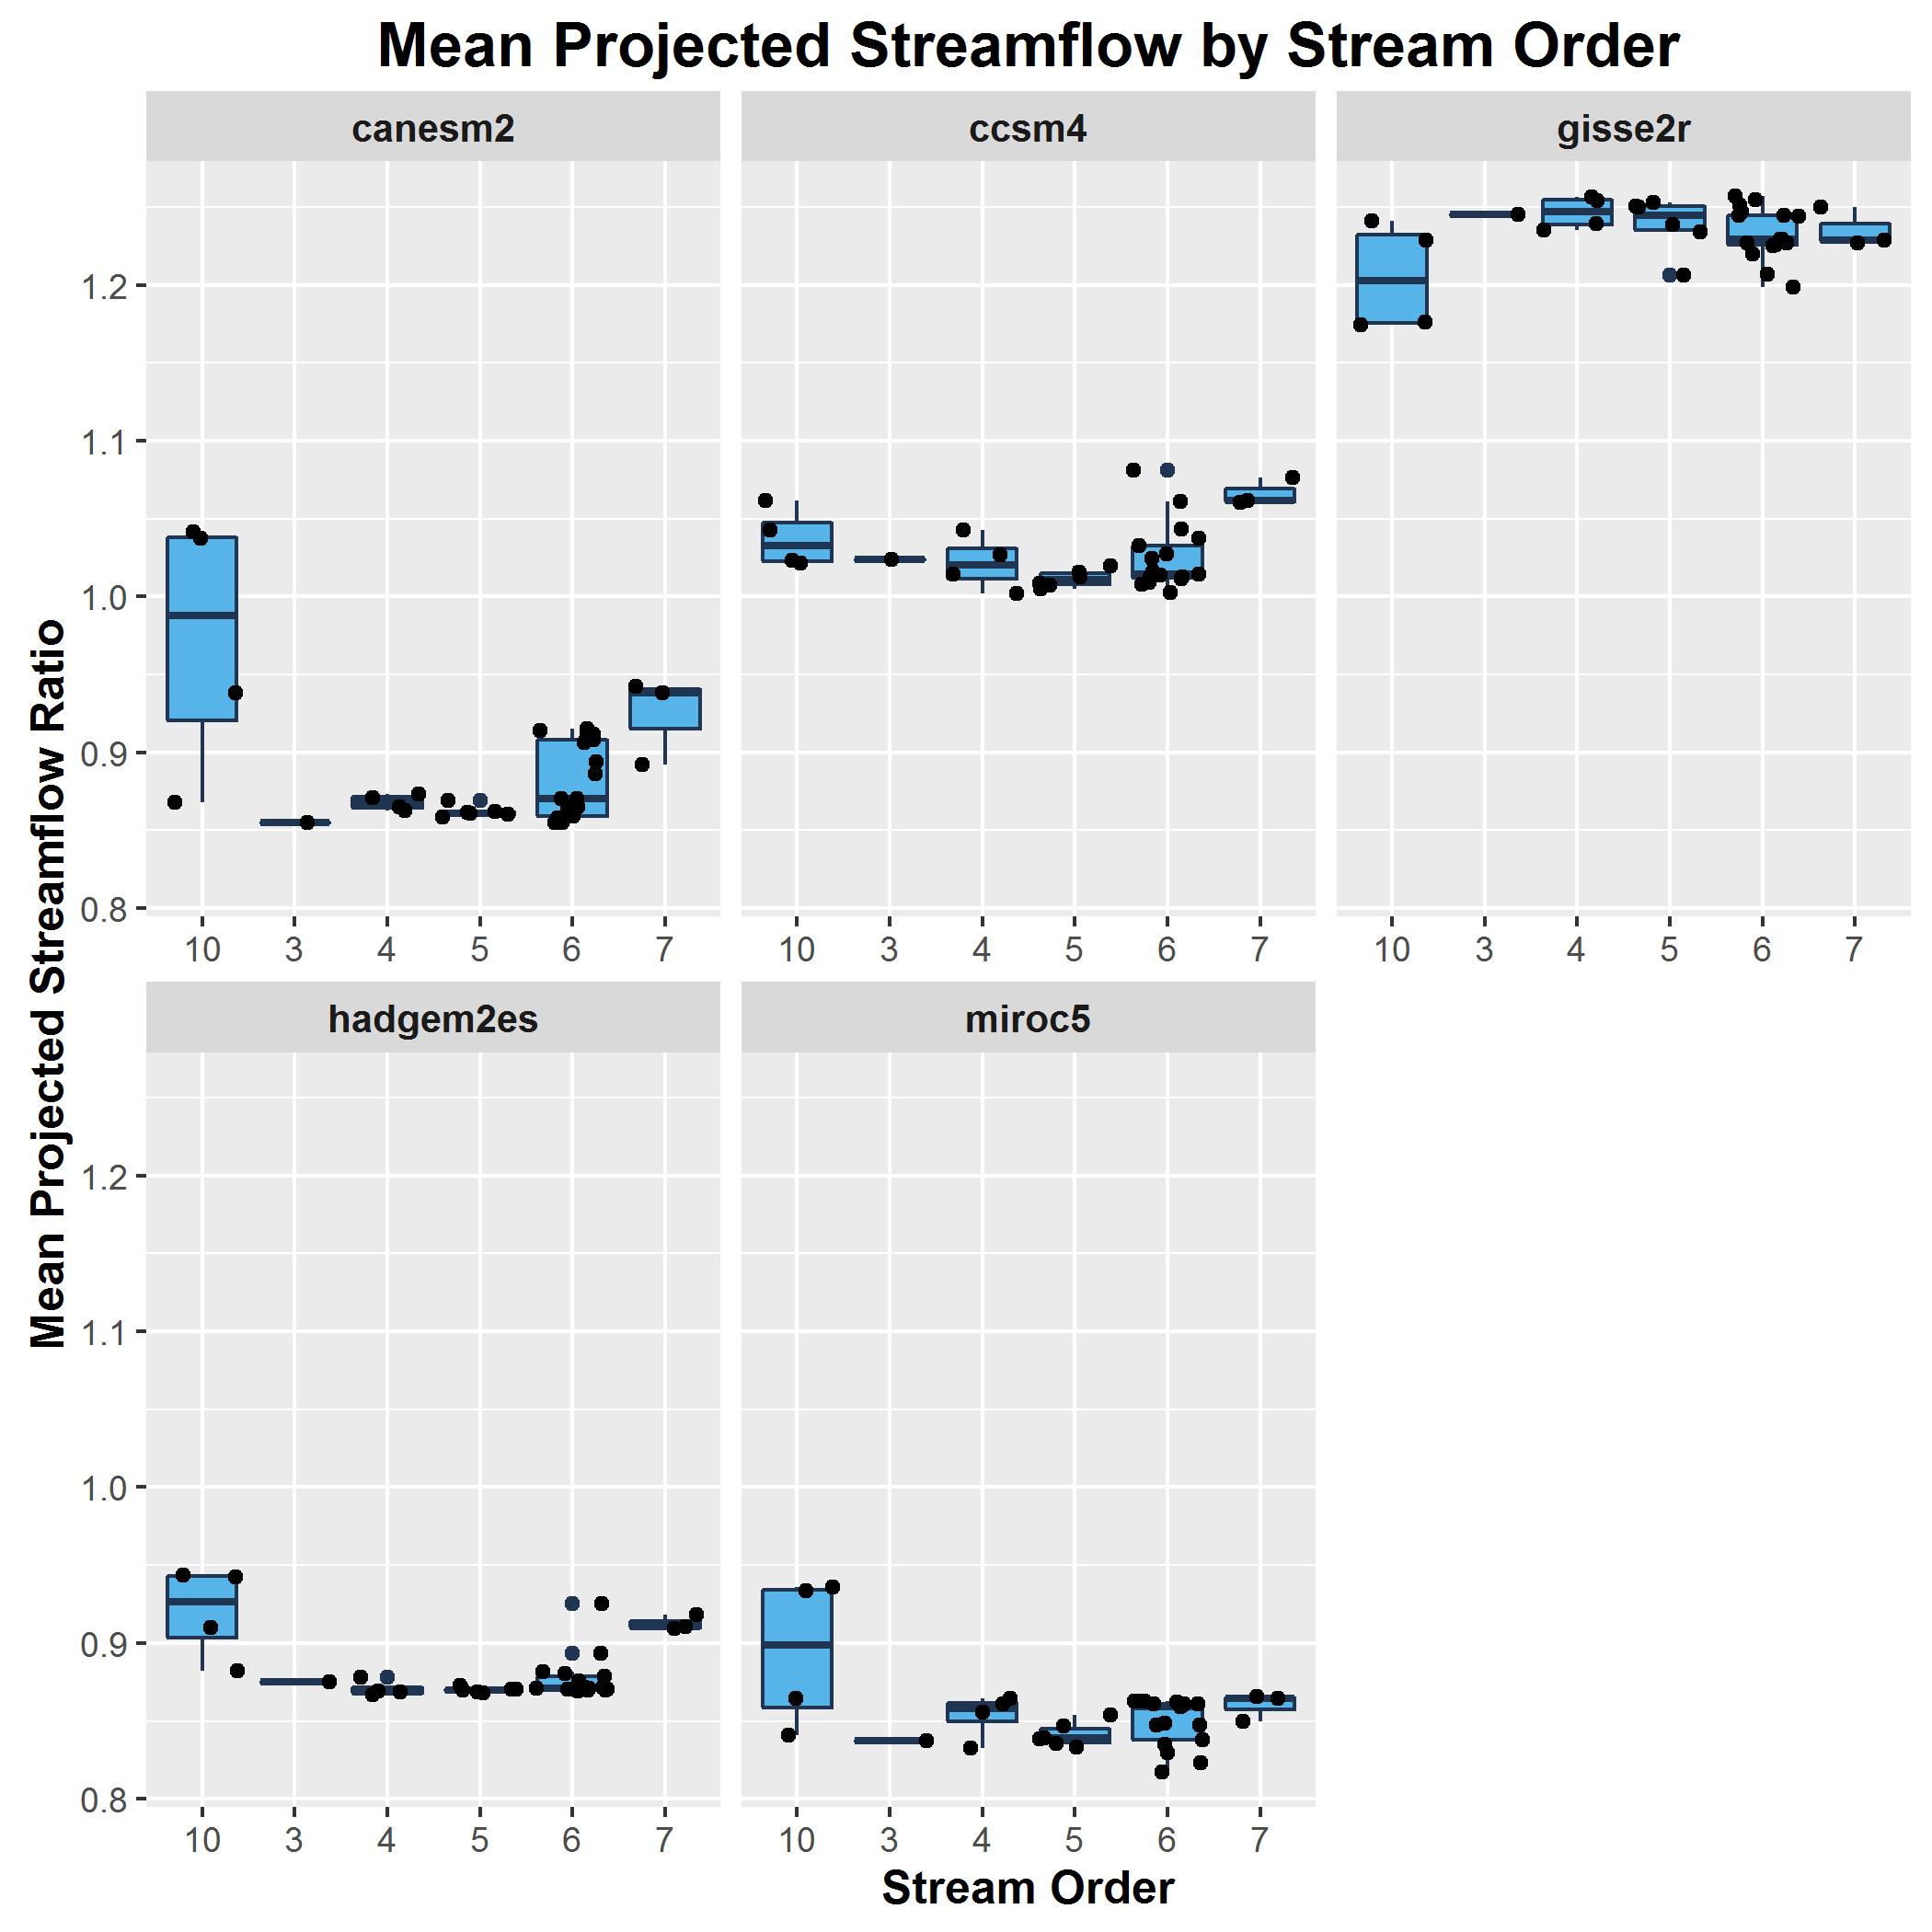 Mean Projected Streamflow by Stream Order
canesm2
ccsm4
gisse2r
Mean Projected Streamflow Ratio
1.2
1.1
1.0
0.9
0.8
10 3 4 5 6 7
10 3 4 5 6 7
10 3 4 5 6 7
hadgem2es
miroc5
1.2
1.1
1.0
0.9
0.8
10 3 4 5 6 7
10 3 4 5 6 7
Stream Order